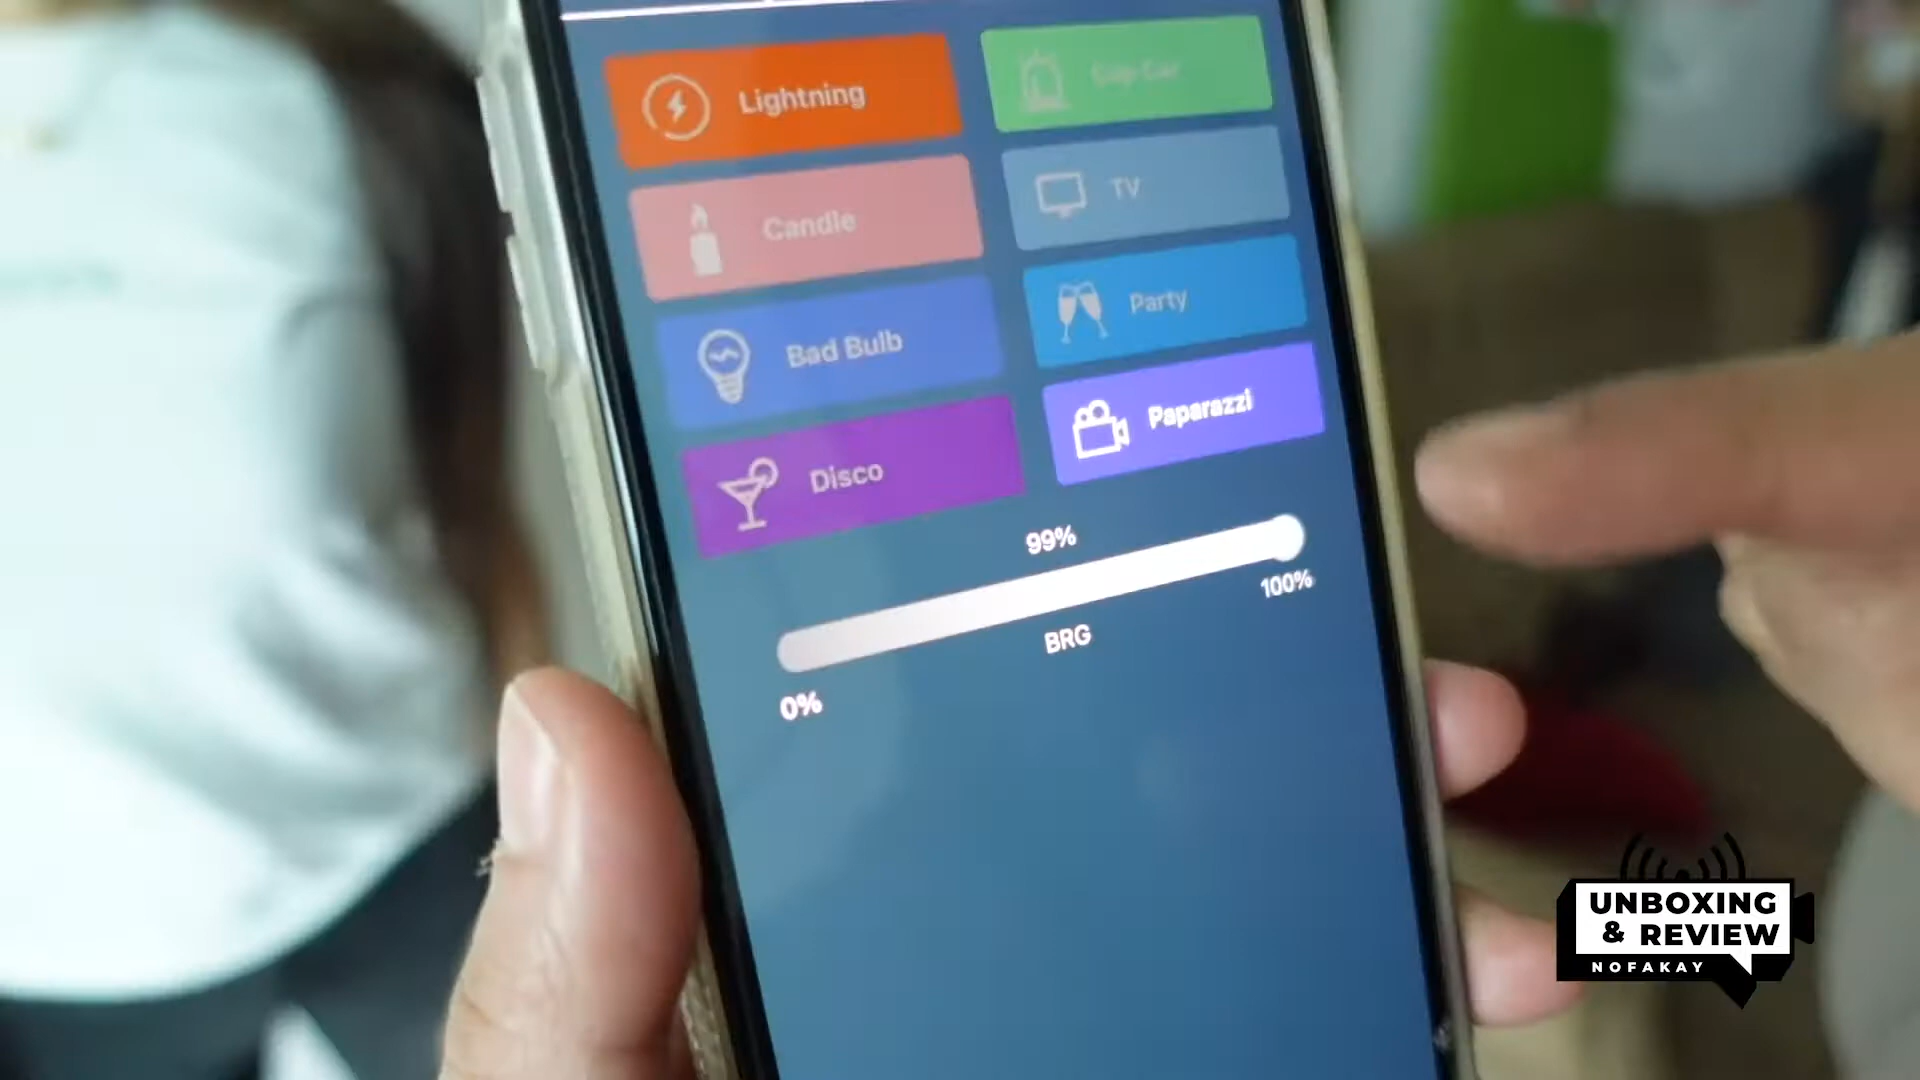 Lightning
Candle
TV
Bad Bulb
Party
Disco
Paparazzi
99%
100%
BRG
0%
UNBOXING
& REVIEW
NOFAKAY